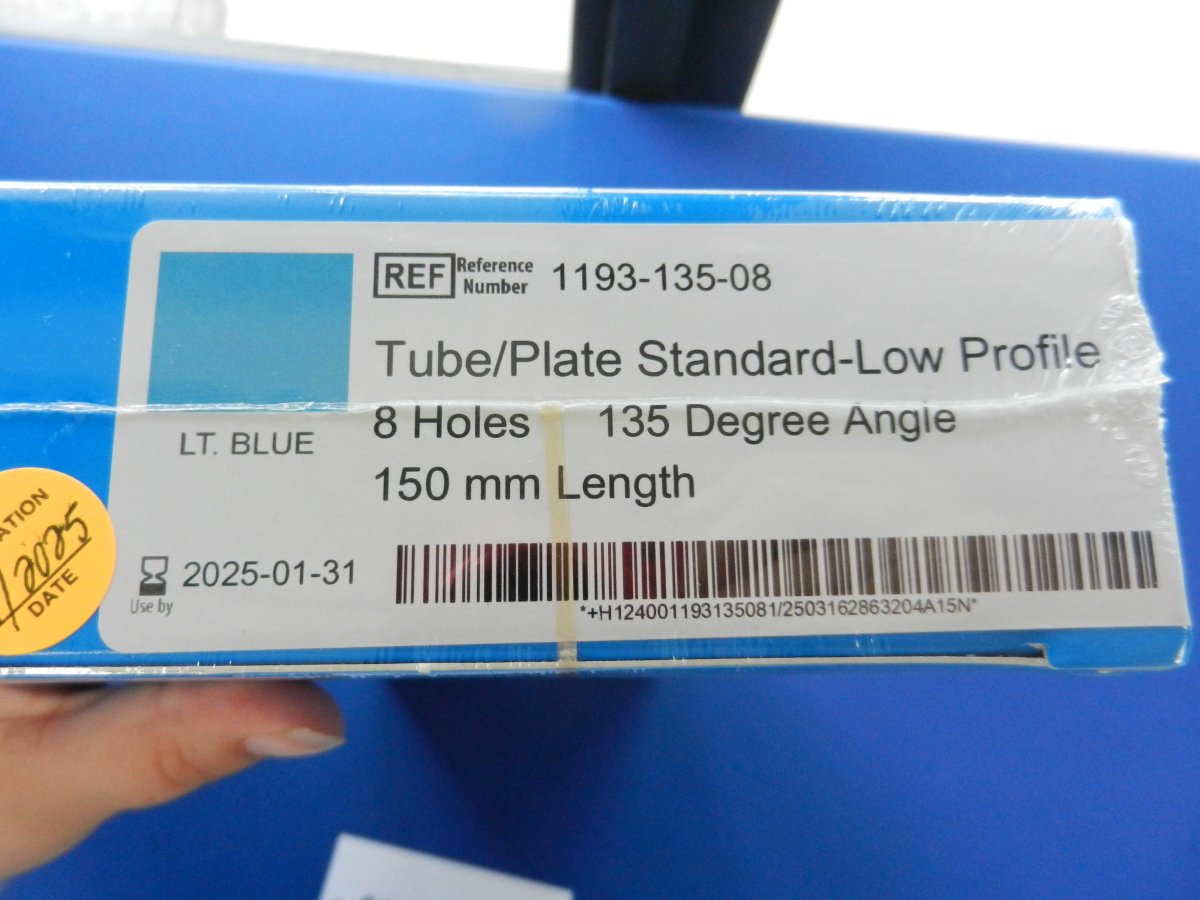 REF Reference Number 1193-135-08
Tube/Plate Standard-Low Profile
8 Holes 135 Degree Angle
150 mm Length
LT. BLUE
2025-01-31
Use by
*+H124001193135081/2503162863204A15N*
2025
DATE